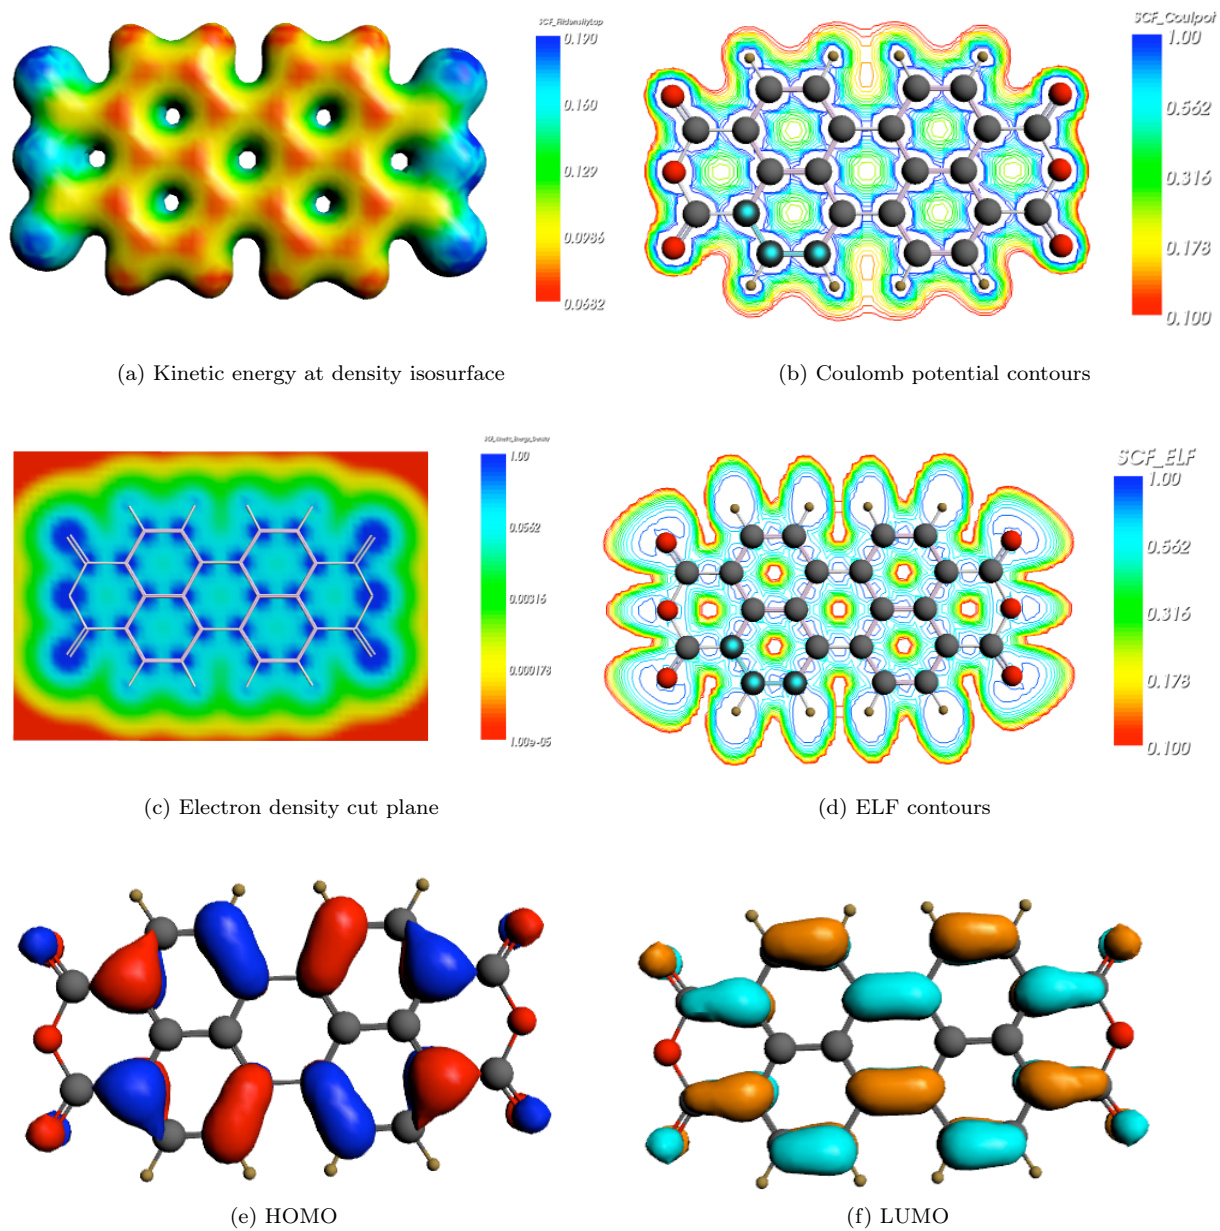 0.190
0.160
0.129
0.0986
0.0682
SCF_Coulpot
1.00
0.562
0.316
0.178
0.100
(a) Kinetic energy at density isosurface
(b) Coulomb potential contours
SCF_Kinetic_Energy_Density
1.00
0.0562
0.00316
0.000178
1.00e-05
SCF_ELF
1.00
0.562
0.316
0.178
0.100
(c) Electron density cut plane
(d) ELF contours
(e) HOMO
(f) LUMO